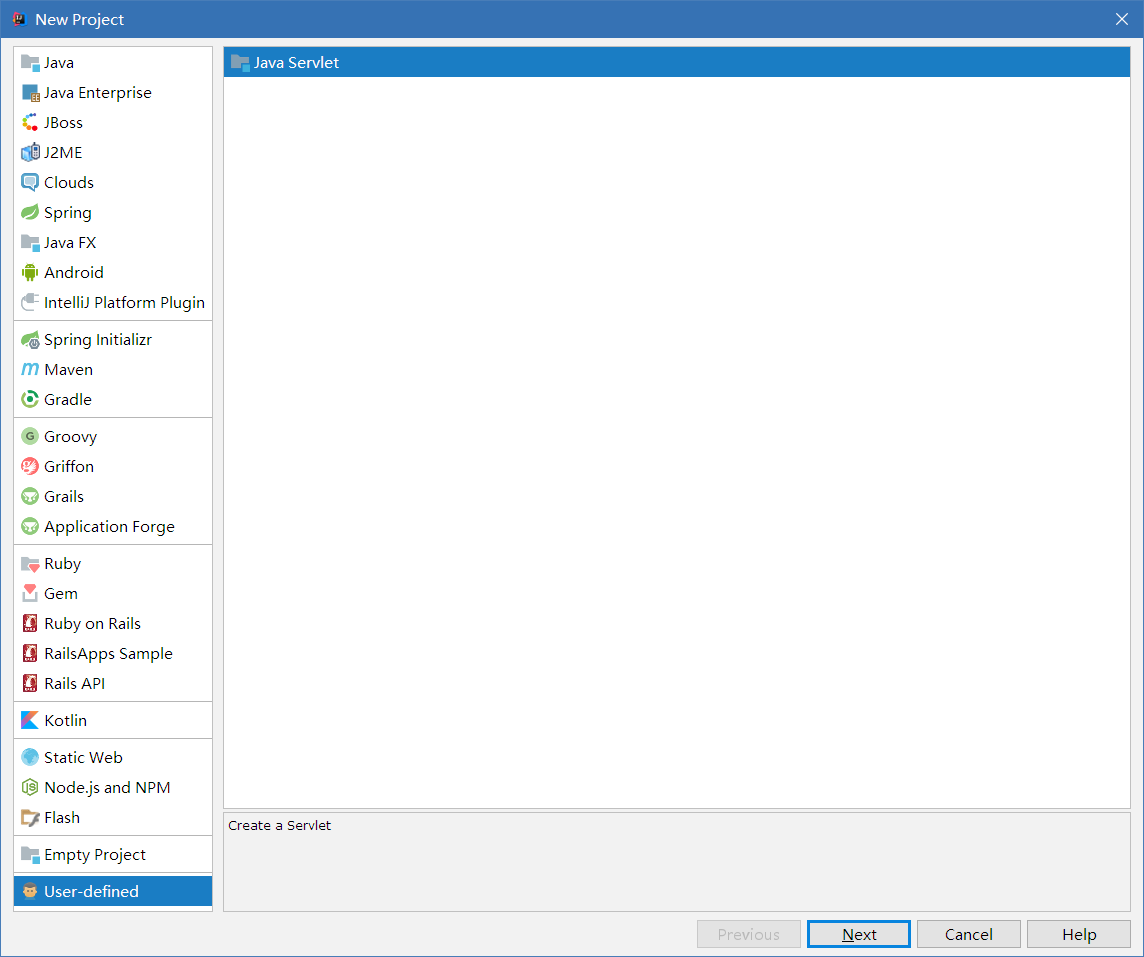 New Project
Java
Java Enterprise
JBoss
J2ME
Clouds
Spring
Java FX
Android
IntelliJ Platform Plugin
Spring Initializr
Maven
Gradle
Groovy
Griffon
Grails
Application Forge
Ruby
Gem
Ruby on Rails
RailsApps Sample
Rails API
Kotlin
Static Web
Node.js and NPM
Flash
Empty Project
User-defined
Java Servlet
Create a Servlet
Previous
Next
Cancel
Help